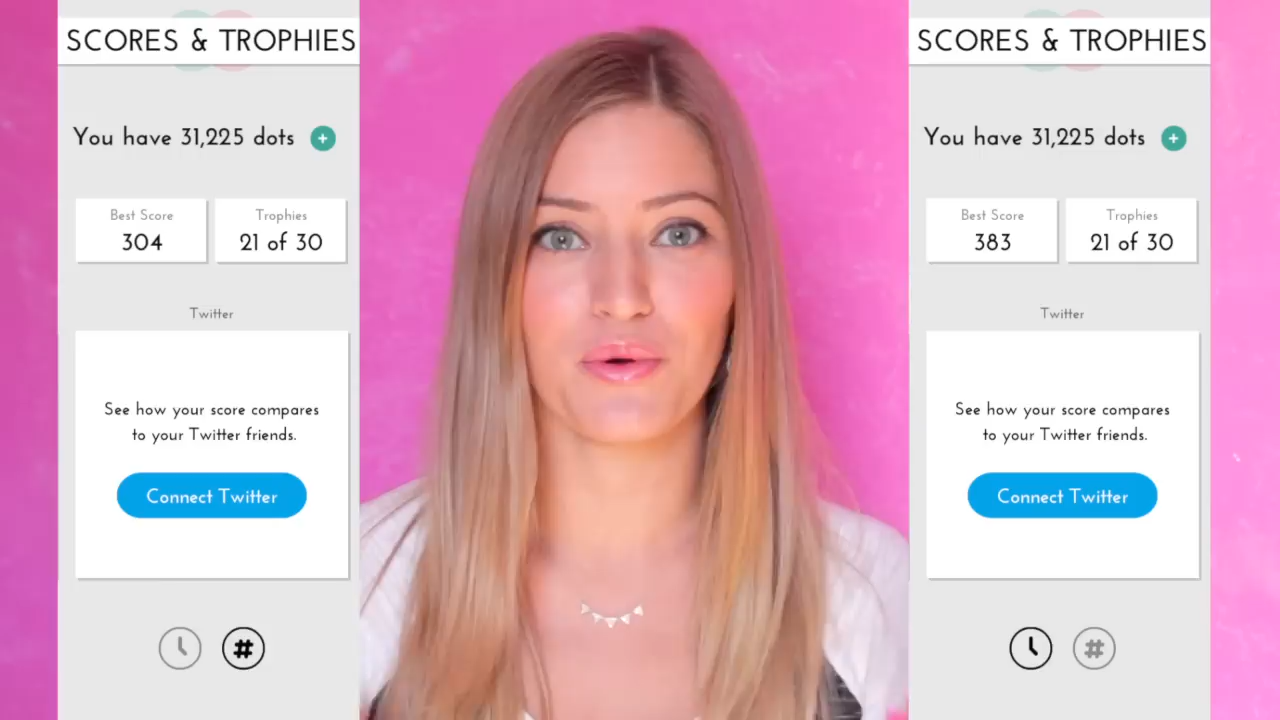 SCORES & TROPHIES
You have 31,225 dots +
Best Score
304
Trophies
21 of 30
Twitter
See how your score compares
to your Twitter friends.
Connect Twitter
#
SCORES & TROPHIES
You have 31,225 dots +
Best Score
383
Trophies
21 of 30
Twitter
See how your score compares
to your Twitter friends.
Connect Twitter
#